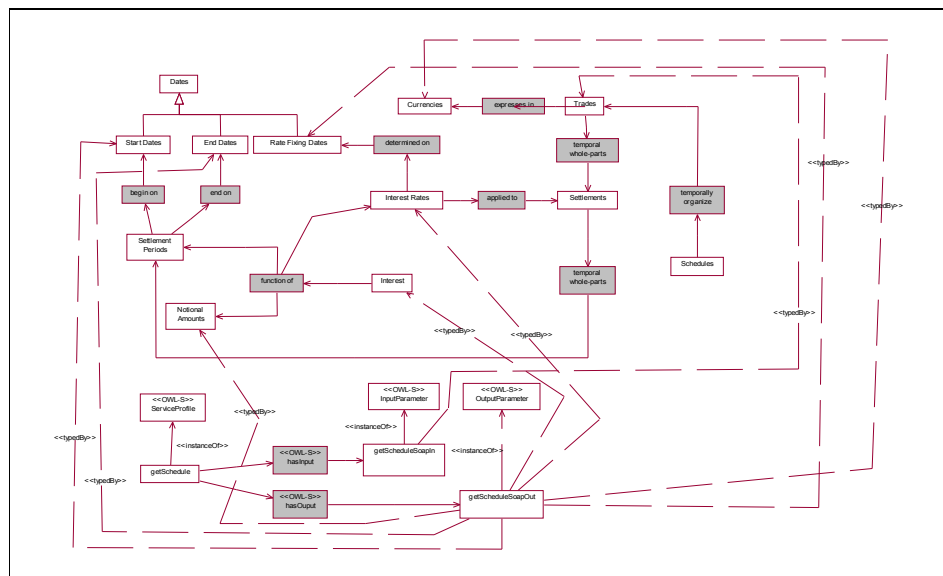 Dates
Currencies
expresses in
Trades
Start Dates
End Dates
Rate Fixing Dates
determined on
temporal
whole-parts
<<typedBy>>
begin on
end on
Interest Rates
applied to
Settlements
temporally
organize
<<typedBy>>
Settlement
Periods
Schedules
function of
Interest
temporal
whole-parts
Notional
Amounts
<<typedBy>>
<<typedBy>>
<<typedBy>>
<<OWL-S>>
ServiceProfile
<<OWL-S>>
InputParameter
<<OWL-S>>
OutputParameter
<<typedBy>>
<<instanceOf>>
<<instanceOf>>
<<typedBy>>
<<instanceOf>>
<<OWL-S>>
hasInput
getScheduleSoapIn
getSchedule
<<typedBy>>
<<OWL-S>>
hasOuput
getScheduleSoapOut